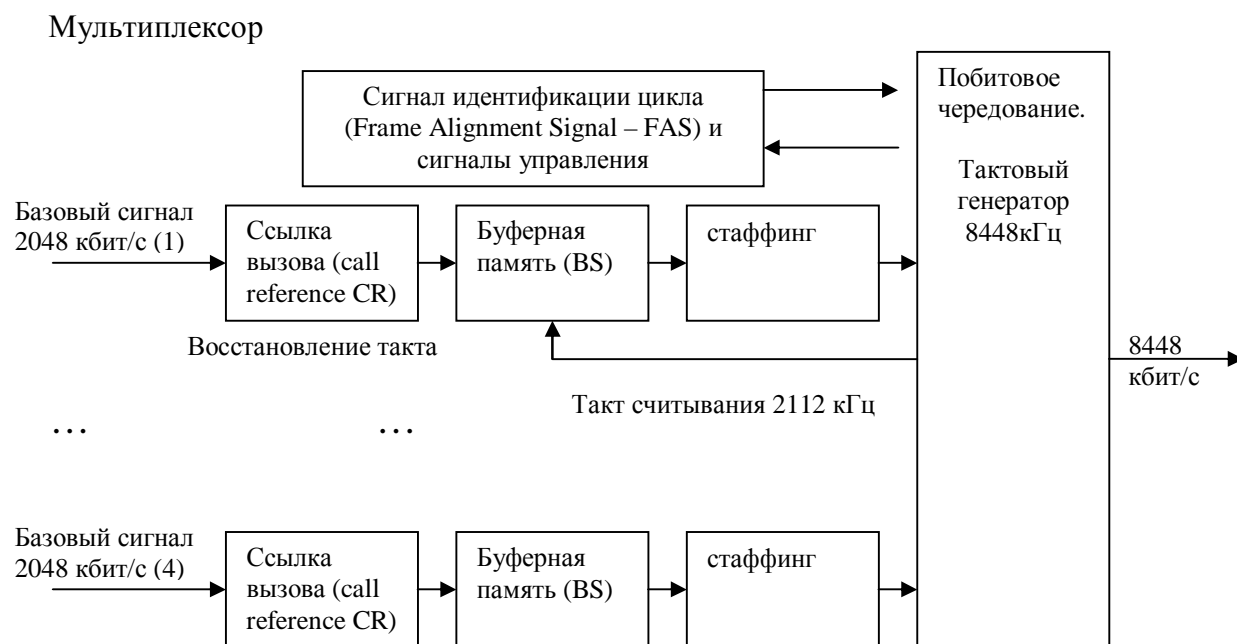 Мультиплексор
Сигнал идентификации цикла
(Frame Alignment Signal – FAS) и
сигналы управления
Побитовое
чередование.
Тактовый
генератор
8448кГц
Базовый сигнал
2048 кбит/с (1)
Ссылка
вызова (call
reference CR)
Буферная
память (BS)
стаффинг
Восстановление такта
Такт считывания 2112 кГц
8448
кбит/с
...
...
Базовый сигнал
2048 кбит/с (4)
Ссылка
вызова (call
reference CR)
Буферная
память (BS)
стаффинг